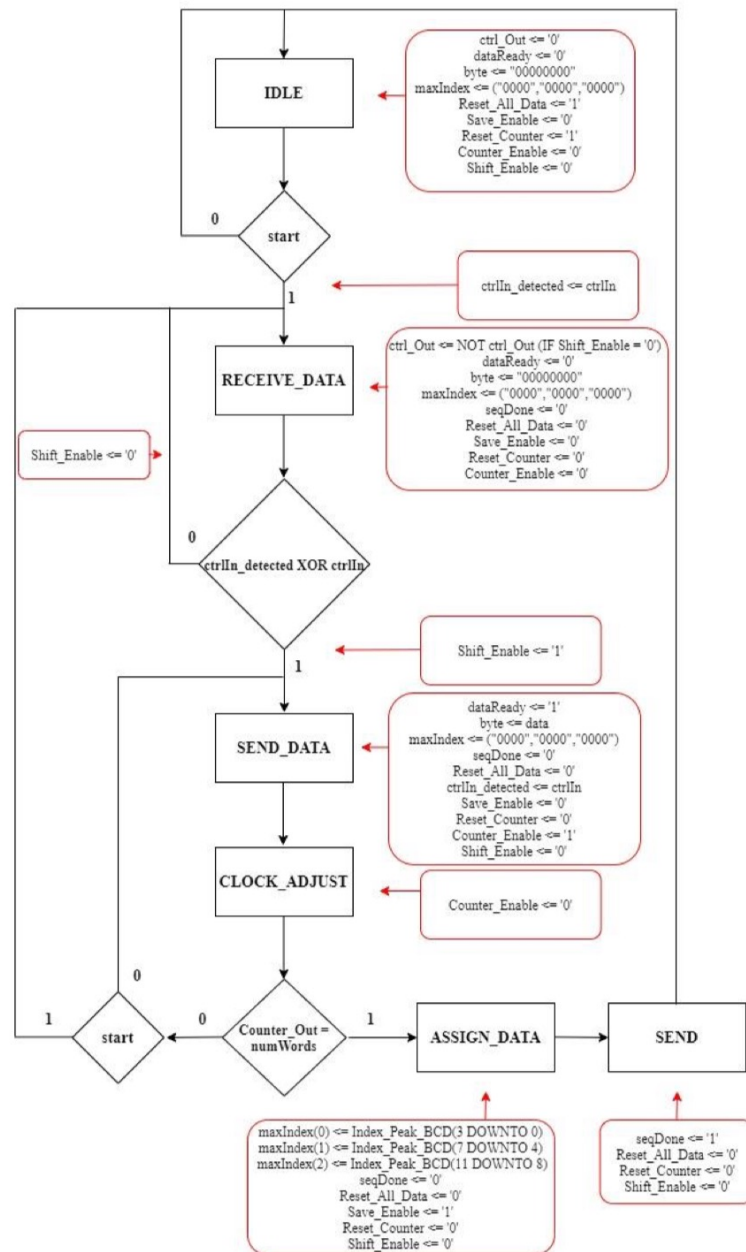 IDLE
ctrl_Out <= '0'
dataReady <= '0'
byte <= "00000000"
maxIndex <= ("0000","0000","0000")
Reset_All_Data <= '1'
Save_Enable <= '0'
Reset_Counter <= '1'
Counter_Enable <= '0'
Shift_Enable <= '0'
0
start
1
ctrlIn_detected <= ctrlIn
RECEIVE_DATA
ctrl_Out <= NOT ctrl_Out (IF Shift_Enable = '0')
dataReady <= '0'
byte <= "00000000"
maxIndex <= ("0000","0000","0000")
seqDone <= '0'
Reset_All_Data <= '0'
Save_Enable <= '0'
Reset_Counter <= '0'
Counter_Enable <= '0'
Shift_Enable <= '0'
0
ctrlIn_detected XOR ctrlIn
1
Shift_Enable <= '1'
SEND_DATA
dataReady <= '1'
byte <= data
maxIndex <= ("0000","0000","0000")
seqDone <= '0'
Reset_All_Data <= '0'
ctrlIn_detected <= ctrlIn
Save_Enable <= '0'
Reset_Counter <= '0'
Counter_Enable <= '1'
Shift_Enable <= '0'
CLOCK_ADJUST
Counter_Enable <= '0'
0
1
start
0
Counter_Out =
numWords
1
ASSIGN_DATA
SEND
maxIndex(0) <= Index_Peak_BCD(3 DOWNTO 0)
maxIndex(1) <= Index_Peak_BCD(7 DOWNTO 4)
maxIndex(2) <= Index_Peak_BCD(11 DOWNTO 8)
seqDone <= '0'
Reset_All_Data <= '0'
Save_Enable <= '1'
Reset_Counter <= '0'
Shift_Enable <= '0'
seqDone <= '1'
Reset_All_Data <= '0'
Reset_Counter <= '0'
Shift_Enable <= '0'